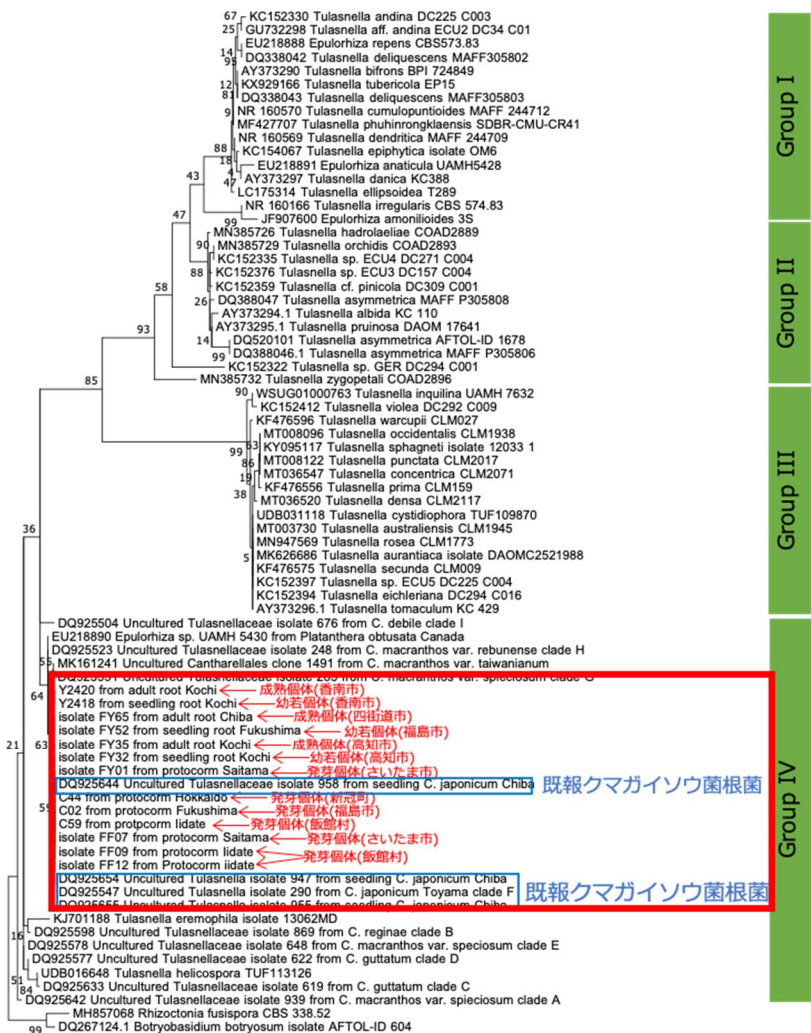 67 KC152330 Tulasnella andina DC225 C003
25 GU732298 Tulasnella aff. andina ECU2 DC34 C01
EU218888 Epulorhiza repens CBS573.83
14 DQ338042 Tulasnella deliquescens MAFF305802
95 AY373290 Tulasnella bifrons BPI 724849
12 KX929166 Tulasnella tubericola EP15
81 DQ338043 Tulasnella deliquescens MAFF305803
9 NR 160570 Tulasnella cumulopuntioides MAFF 244712
MF427707 Tulasnella phuhinrongklaensis SDBR-CMU-CR41
NR 160569 Tulasnella dendritica MAFF 244709
88 KC154067 Tulasnella epiphytica isolate OM6
18 EU218891 Epulorhiza anaticula UAMH5428
4 AY373297 Tulasnella danica KC388
47 LC175314 Tulasnella ellipsoidea T289
43 NR 160166 Tulasnella irregularis CBS 574.83
99 JF907600 Epulorhiza amonilioides 3S
Group I
47 MN385726 Tulasnella hadrolaeliae COAD2889
90 MN385729 Tulasnella orchidis COAD2893
KC152335 Tulasnella sp. ECU4 DC271 C004
88 KC152376 Tulasnella sp. ECU3 DC157 C004
KC152359 Tulasnella cf. pinicola DC309 C001
58 26 DQ388047 Tulasnella asymmetrica MAFF P305808
AY373294.1 Tulasnella albida KC 110
AY373295.1 Tulasnella pruinosa DAOM 17641
93 14 DQ520101 Tulasnella asymmetrica AFTOL-ID 1678
99 DQ388046.1 Tulasnella asymmetrica MAFF P305806
KC152322 Tulasnella sp. GER DC294 C001
85 MN385732 Tulasnella zygopetali COAD2896
Group II
90 WSUG01000763 Tulasnella inquilina UAMH 7632
KC152412 Tulasnella violea DC292 C009
KF476596 Tulasnella warcupii CLM027
MT008096 Tulasnella occidentalis CLM1938
99 63 KY095117 Tulasnella sphagneti isolate 12033 1
86 MT008122 Tulasnella punctata CLM2017
19 MT036547 Tulasnella concentrica CLM2071
38 KF476556 Tulasnella prima CLM159
MT036520 Tulasnella densa CLM2117
UDB031118 Tulasnella cystidiophora TUF109870
36 MT003730 Tulasnella australiensis CLM1945
MN947569 Tulasnella rosea CLM1773
5 MK626686 Tulasnella aurantiaca isolate DAOMC2521988
KF476575 Tulasnella secunda CLM009
KC152397 Tulasnella sp. ECU5 DC225 C004
KC152394 Tulasnella eichleriana DC294 C016
AY373296.1 Tulasnella tomaculum KC 429
Group III
DQ925504 Uncultured Tulasnellaceae isolate 676 from C. debile clade I
EU218890 Epulorhiza sp. UAMH 5430 from Platanthera obtusata Canada
DQ925523 Uncultured Tulasnellaceae isolate 248 from C. macranthos var. rebunense clade H
55 MK161241 Uncultured Cantharellales clone 1491 from C. macranthos var. taiwanianum
Uncultured Tulasnellaceae isolate from C. macranthos var. speciosum clade G
64 Y2420 from adult root Kochi 成熟個体(香南市)
Y2418 from seedling root Kochi 幼若個体(香南市)
isolate FY65 from adult root Chiba 成熟個体(四街道市)
isolate FY52 from seedling root Fukushima 幼若個体(福島市)
21 63 isolate FY35 from adult root Kochi 成熟個体(高知市)
isolate FY32 from seedling root Kochi 幼若個体(高知市)
isolate FY01 from protocorm Saitama 発芽個体(さいたま市)
DQ925644 Uncultured Tulasnellaceae isolate 958 from seedling C. japonicum Chiba 既報クマガイソウ菌根菌
59 C44 from protocorm Hokkaido 発芽個体(新冠町)
C02 from protocorm Fukushima 発芽個体(福島市)
C59 from protpcorm Iidate 発芽個体(飯館村)
isolate FF07 from protocorm Saitama 発芽個体(さいたま市)
isolate FF09 from protocorm Iidate 発芽個体(飯館村)
isolate FF12 from Protocorm iidate
DQ925654 Uncultured Tulasnella isolate 947 from seedling C. japonicum Chiba
DQ925547 Uncultured Tulasnella isolate 290 from C. japonicum Toyama clade F 既報クマガイソウ菌根菌
DQ925655 Uncultured Tulasnella isolate 955 from seedling C. japonicum Chiba
KJ701188 Tulasnella eremophila isolate 13062MD
16 DQ925598 Uncultured Tulasnellaceae isolate 869 from C. reginae clade B
DQ925578 Uncultured Tulasnellaceae isolate 648 from C. macranthos var. speciosum clade E
DQ925577 Uncultured Tulasnellaceae isolate 622 from C. guttatum clade D
51 UDB016648 Tulasnella helicospora TUF113126
84 DQ925633 Uncultured Tulasnellaceae isolate 619 from C. guttatum clade C
DQ925642 Uncultured Tulasnellaceae isolate 939 from C. macranthos var. spieciosum clade A
Group IV
MH857068 Rhizoctonia fusispora CBS 338.52
99 DQ267124.1 Botryobasidium botryosum isolate AFTOL-ID 604